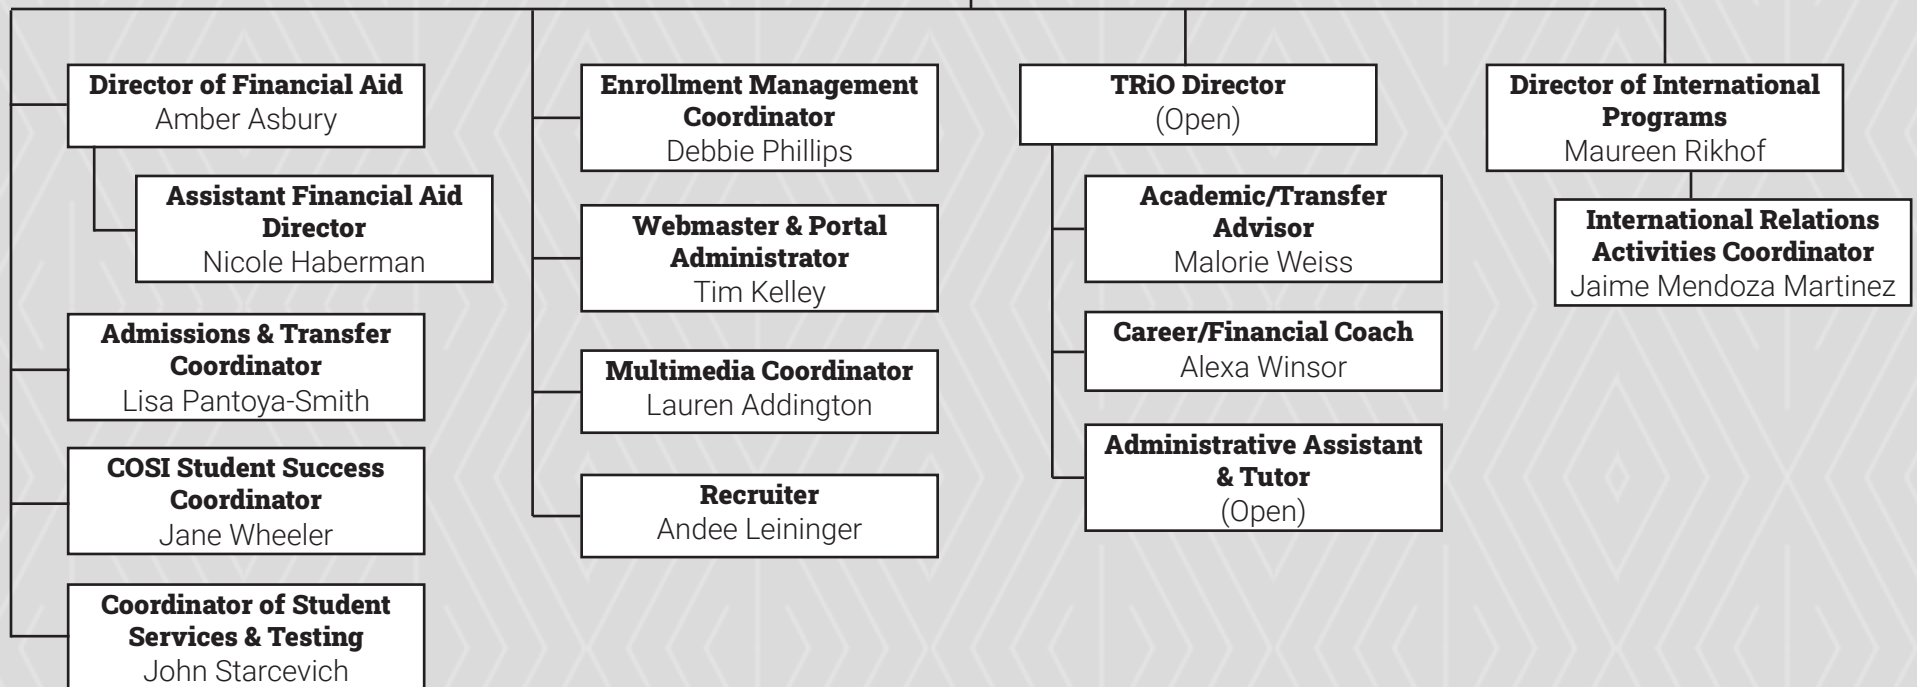 Director of Financial Aid
Amber Asbury
Assistant Financial Aid
Director
Nicole Haberman
Admissions & Transfer
Coordinator
Lisa Pantoya-Smith
COSI Student Success
Coordinator
Jane Wheeler
Coordinator of Student
Services & Testing
John Starcevich
Enrollment Management
Coordinator
Debbie Phillips
Webmaster & Portal
Administrator
Tim Kelley
Multimedia Coordinator
Lauren Addington
Recruiter
Andee Leininger
TRiO Director
(Open)
Academic/Transfer
Advisor
Malorie Weiss
Career/Financial Coach
Alexa Winsor
Administrative Assistant
& Tutor
(Open)
Director of International
Programs
Maureen Rikhof
International Relations
Activities Coordinator
Jaime Mendoza Martinez